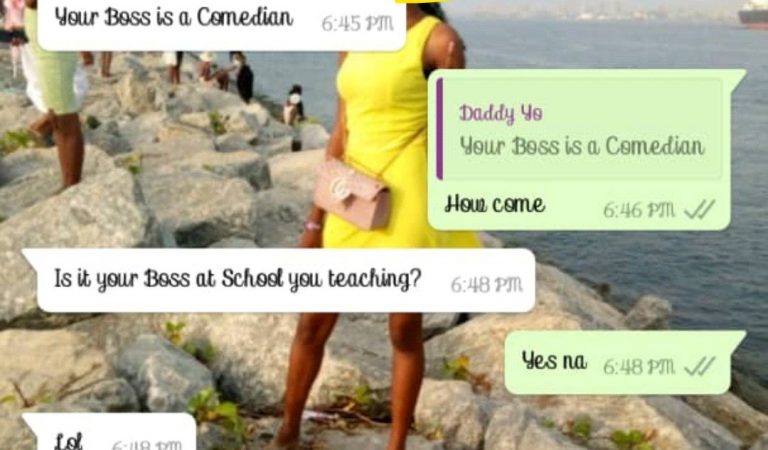 Your Boss is a Comedian 6:45 PM
Daddy Yo
Your Boss is a Comedian
How come 6:46 PM
Is it your Boss at School you teaching? 6:48 PM
Yes na 6:48 PM
Lol 6:48 PM